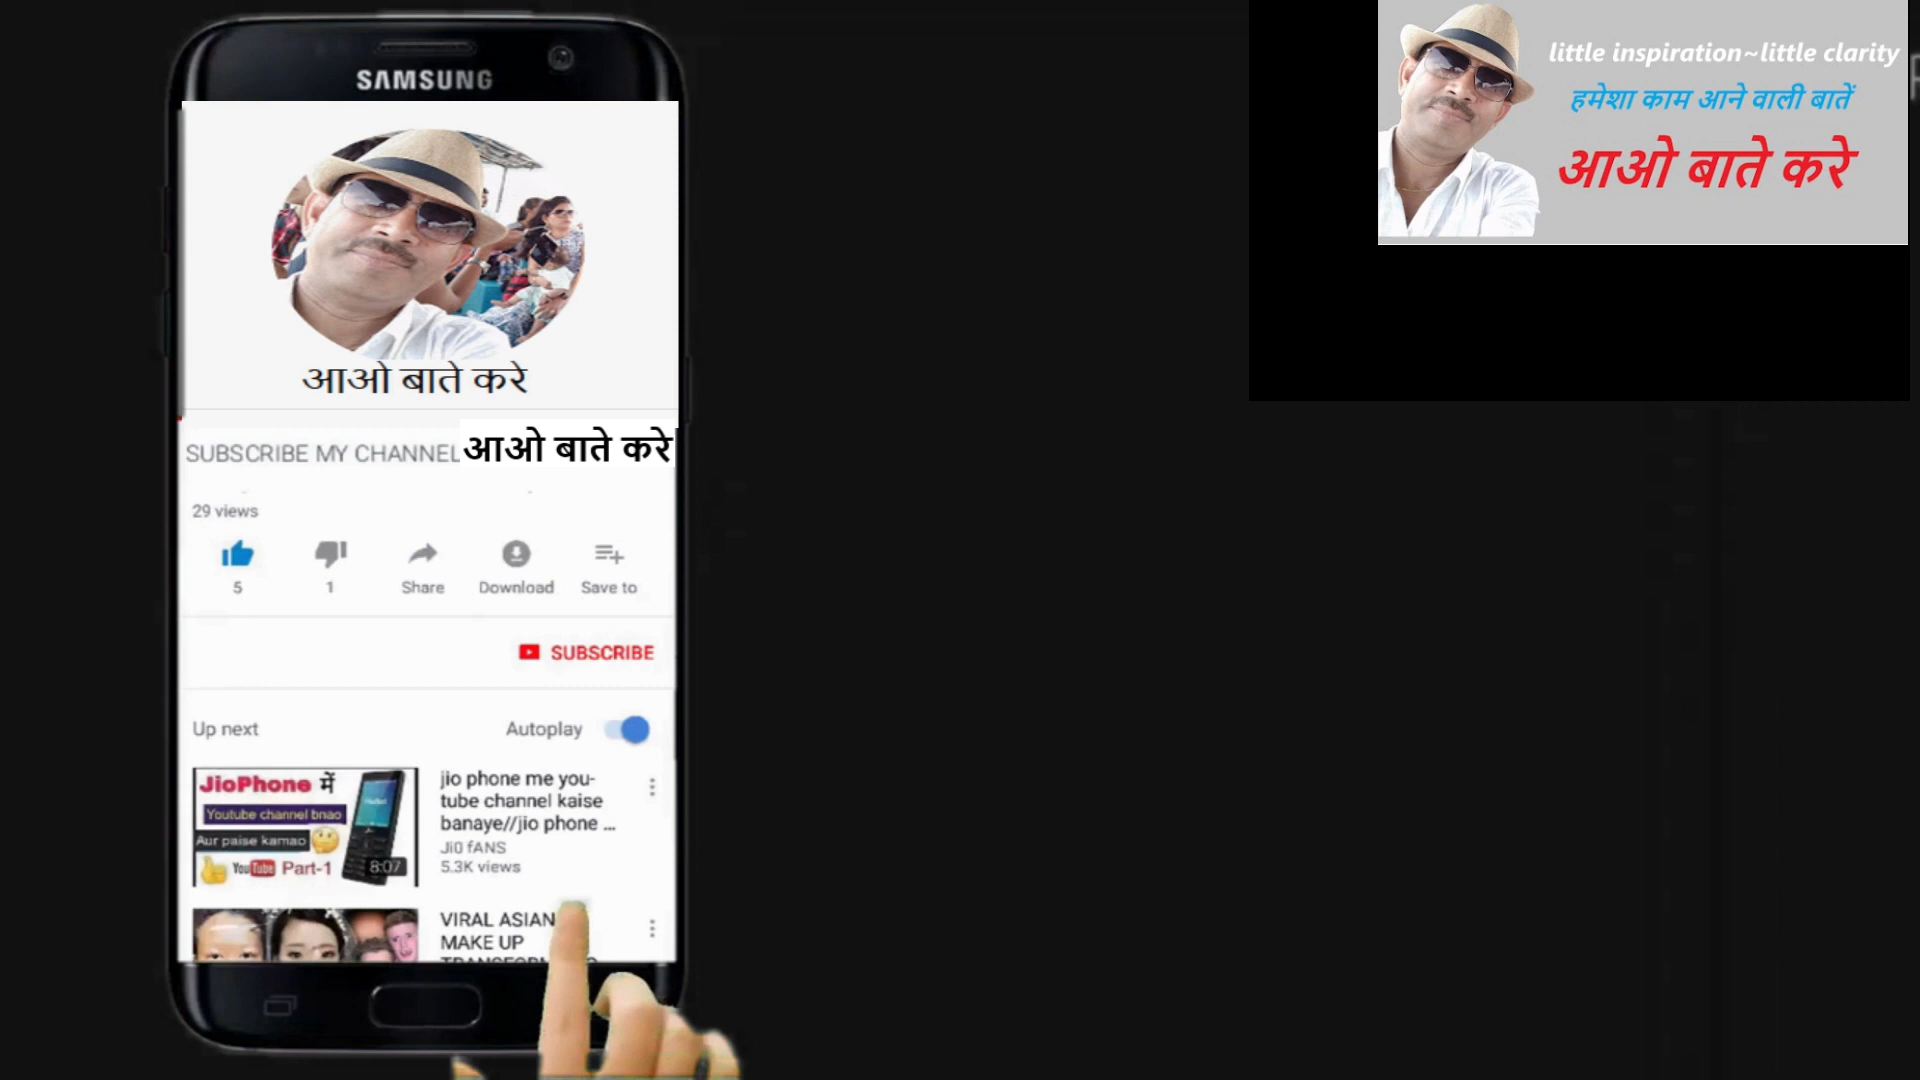 SAMSUNG
आओ बाते करे
SUBSCRIBE MY CHANNEL आओ बाते करे
29 views
5
1
Share
Download
Save to
SUBSCRIBE
Up next
Autoplay
JioPhone में
Youtube channel bnao
Aur paise kamao
YouTube Part-1
8:07
jio phone me you-
tube channel kaise
banaye//jio phone ...
Ji0 fANS
5.3K views
VIRAL ASIAN
MAKE UP
little inspiration~little clarity
हमेशा काम आने वाली बातें
आओ बाते करे